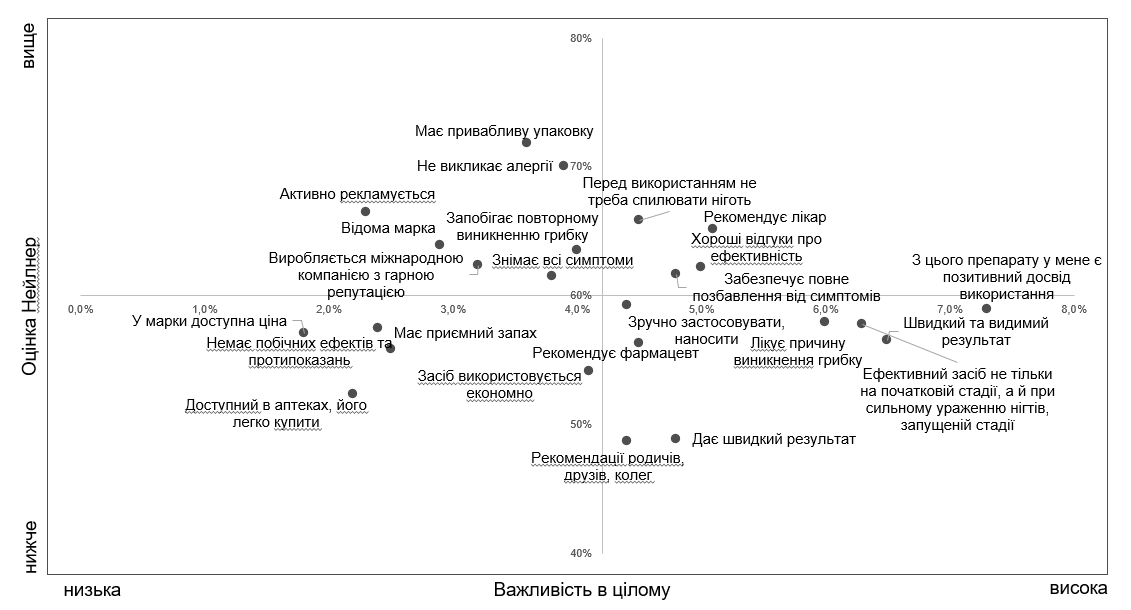 вище
80%
Має привабливу упаковку
Не викликає алергії
70%
Перед використанням не
треба спилювати ніготь
Активно рекламується
Рекомендує лікар
Запобігає повторному
виникненню грибку
Відома марка
Хороші відгуки про
ефективність
Виробляється міжнародною
компанією з гарною
репутацією
Знімає всі симптоми
З цього препарату у мене є
позитивний досвід
використання
Забезпечує повне
позбавлення від симптомів
60%
0,0%
1,0%
2,0%
3,0%
4,0%
5,0%
6,0%
7,0%
8,0%
Оцінка Нейлнер
У марки доступна ціна
Немає побічних ефектів та
протипоказань
Має приємний запах
Зручно застосовувати,
наносити
Швидкий та видимий
результат
Лікує причину
виникнення грибку
Рекомендує фармацевт
Засіб використовується
економно
Ефективний засіб не тільки
на початковій стадії, а й при
сильному ураженню нігтів,
запущеній стадії
Доступний в аптеках, його
легко купити
50%
Дає швидкий результат
Рекомендації родичів,
друзів, колег
40%
нижче
низька
Важливість в цілому
висока